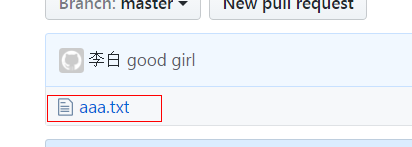 Branch: master New pull request
李白 good girl
aaa.txt